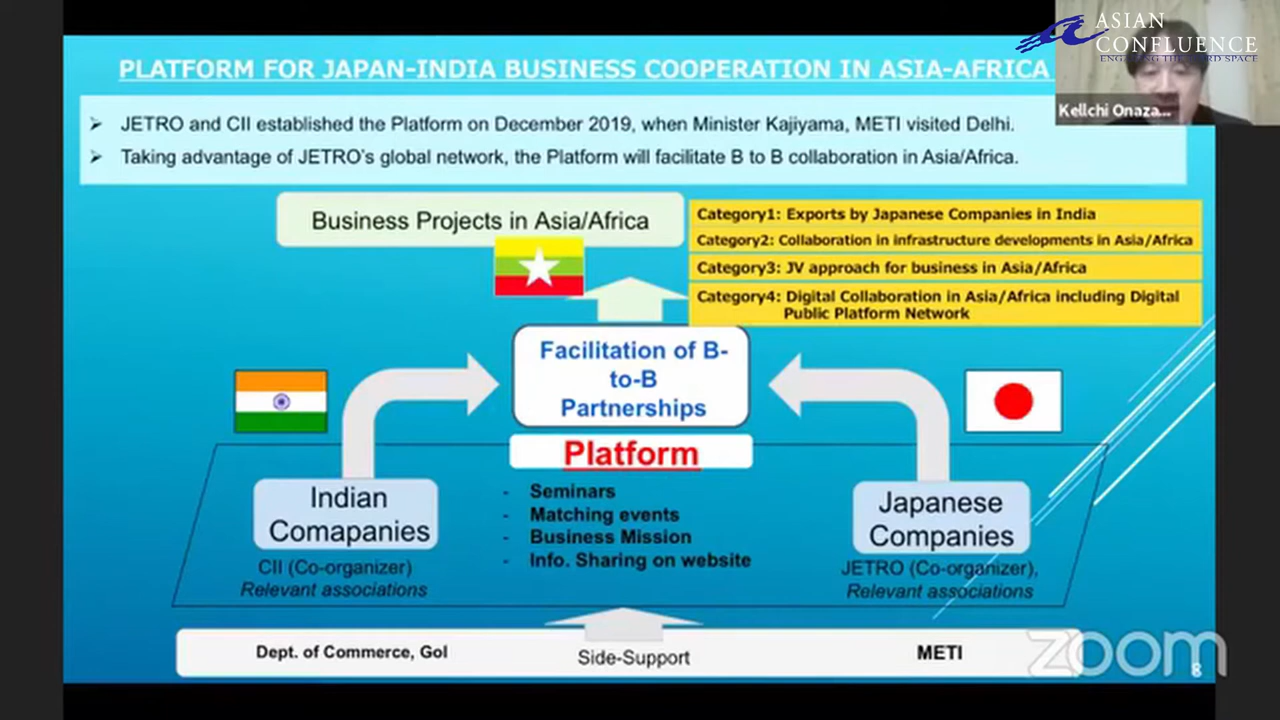 ASIAN
CONFLUENCE
PLATFORM FOR JAPAN-INDIA BUSINESS COOPERATION IN ASIA-AFRICA
Kellchi Onaza...
➤ JETRO and CII established the Platform on December 2019, when Minister Kajiyama, METI visited Delhi.
➤ Taking advantage of JETRO's global network, the Platform will facilitate B to B collaboration in Asia/Africa.
Business Projects in Asia/Africa
Category1: Exports by Japanese Companies in India
Category2: Collaboration in infrastructure developments in Asia/Africa
Category3: JV approach for business in Asia/Africa
Category4: Digital Collaboration in Asia/Africa including Digital
Public Platform Network
Facilitation of B-
to-B
Partnerships
Platform
- Seminars
- Matching events
- Business Mission
- Info. Sharing on website
Indian
Comapanies
CII (Co-organizer)
Relevant associations
Japanese
Companies
JETRO (Co-organizer),
Relevant associations
Dept. of Commerce, GoI
Side-Support
METI
zoom
8